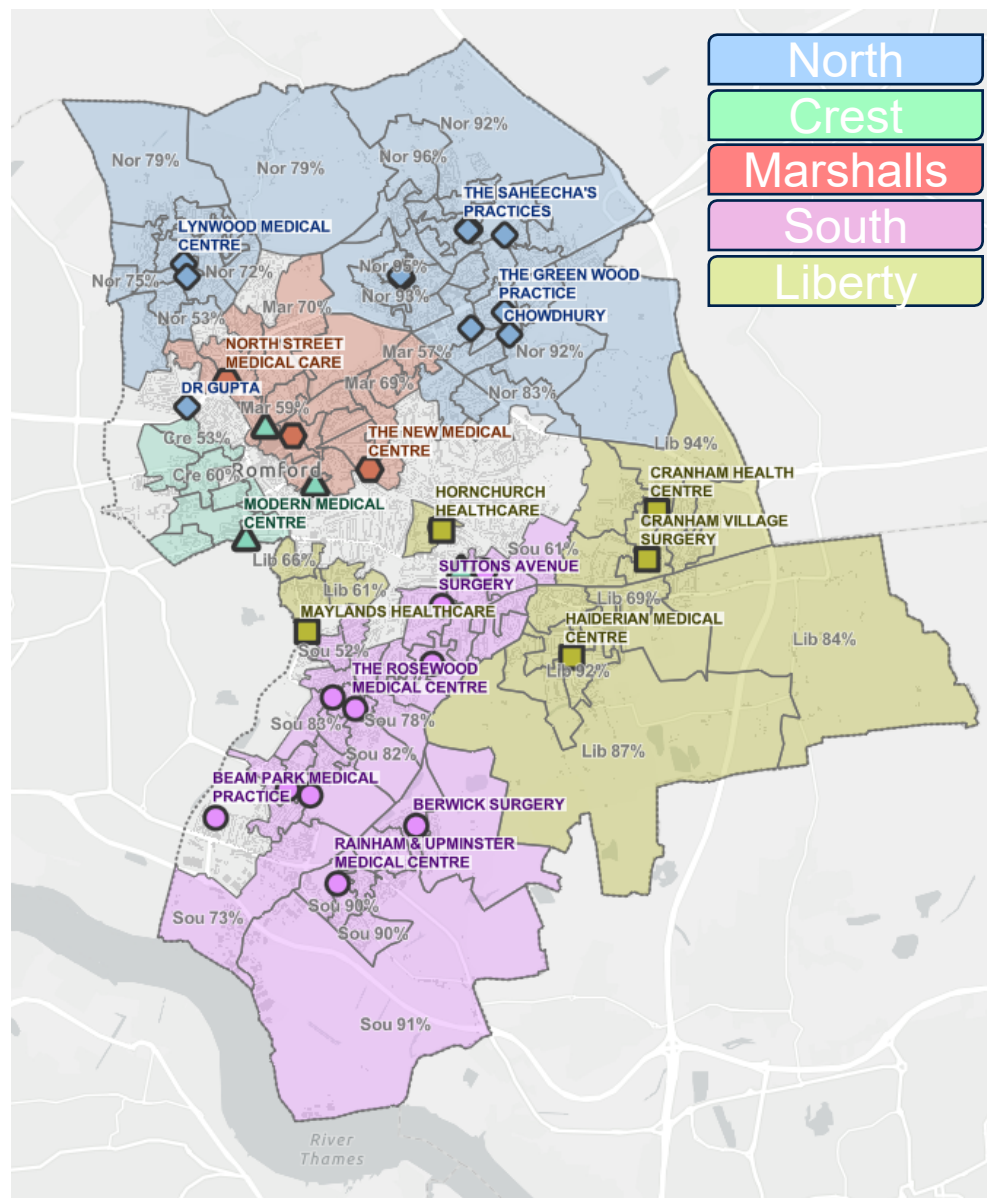 North
Crest
Marshalls
South
Liberty
Nor 92%
Nor 96%
Nor 79%
Nor 79%
THE SAHEECHA'S
PRACTICES
LYNWOOD MEDICAL
CENTRE
Nor 75%
Nor 72%
Nor 95%
Nor 93%
THE GREEN WOOD
PRACTICE
CHOWDHURY
Mar 70%
Nor 53%
NORTH STREET
MEDICAL CARE
Mar 57%
Nor 92%
Mar 69%
DR GUPTA
Nor 83%
Mar 59%
THE NEW MEDICAL
CENTRE
Cre 53%
Lib 94%
Cre 60%
Romford
CRANHAM HEALTH
CENTRE
MODERN MEDICAL
CENTRE
HORNCHURCH
HEALTHCARE
CRANHAM VILLAGE
SURGERY
Sou 61%
Lib 66%
SUTTONS AVENUE
SURGERY
Lib 61%
Lib 69%
MAYLANDS HEALTHCARE
HAIDERIAN MEDICAL
CENTRE
Lib 84%
Sou 52%
Lib 92%
THE ROSEWOOD
MEDICAL CENTRE
Sou 83%
Sou 78%
Sou 82%
Lib 87%
BEAM PARK MEDICAL
PRACTICE
BERWICK SURGERY
RAINHAM & UPMINSTER
MEDICAL CENTRE
Sou 90%
Sou 73%
Sou 90%
Sou 91%
River
Thames